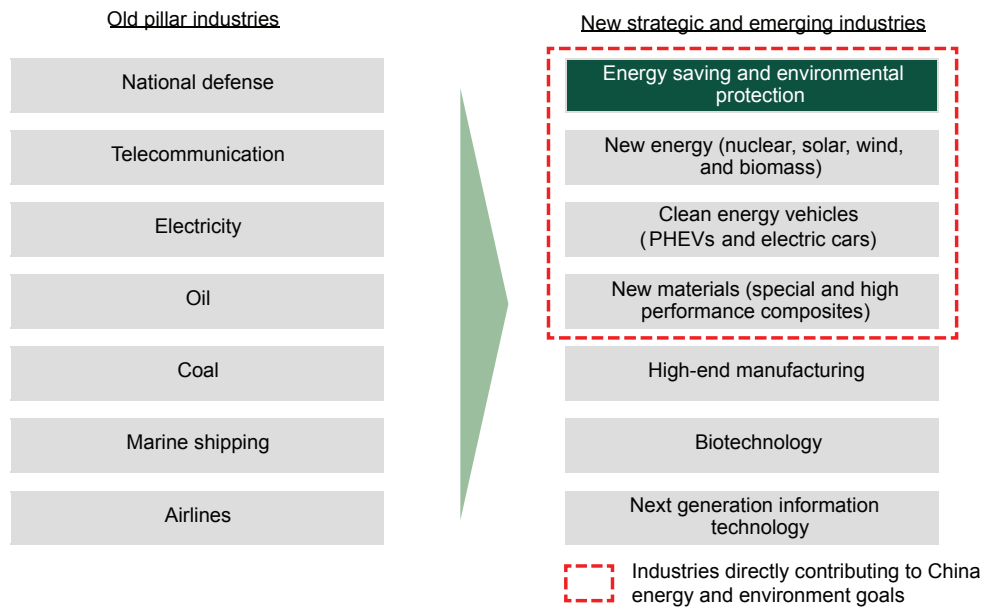 Old pillar industries
National defense
Telecommunication
Electricity
Oil
Coal
Marine shipping
Airlines
New strategic and emerging industries
Energy saving and environmental
protection
New energy (nuclear, solar, wind,
and biomass)
Clean energy vehicles
(PHEVs and electric cars)
New materials (special and high
performance composites)
High-end manufacturing
Biotechnology
Next generation information
technology
Industries directly contributing to China
energy and environment goals